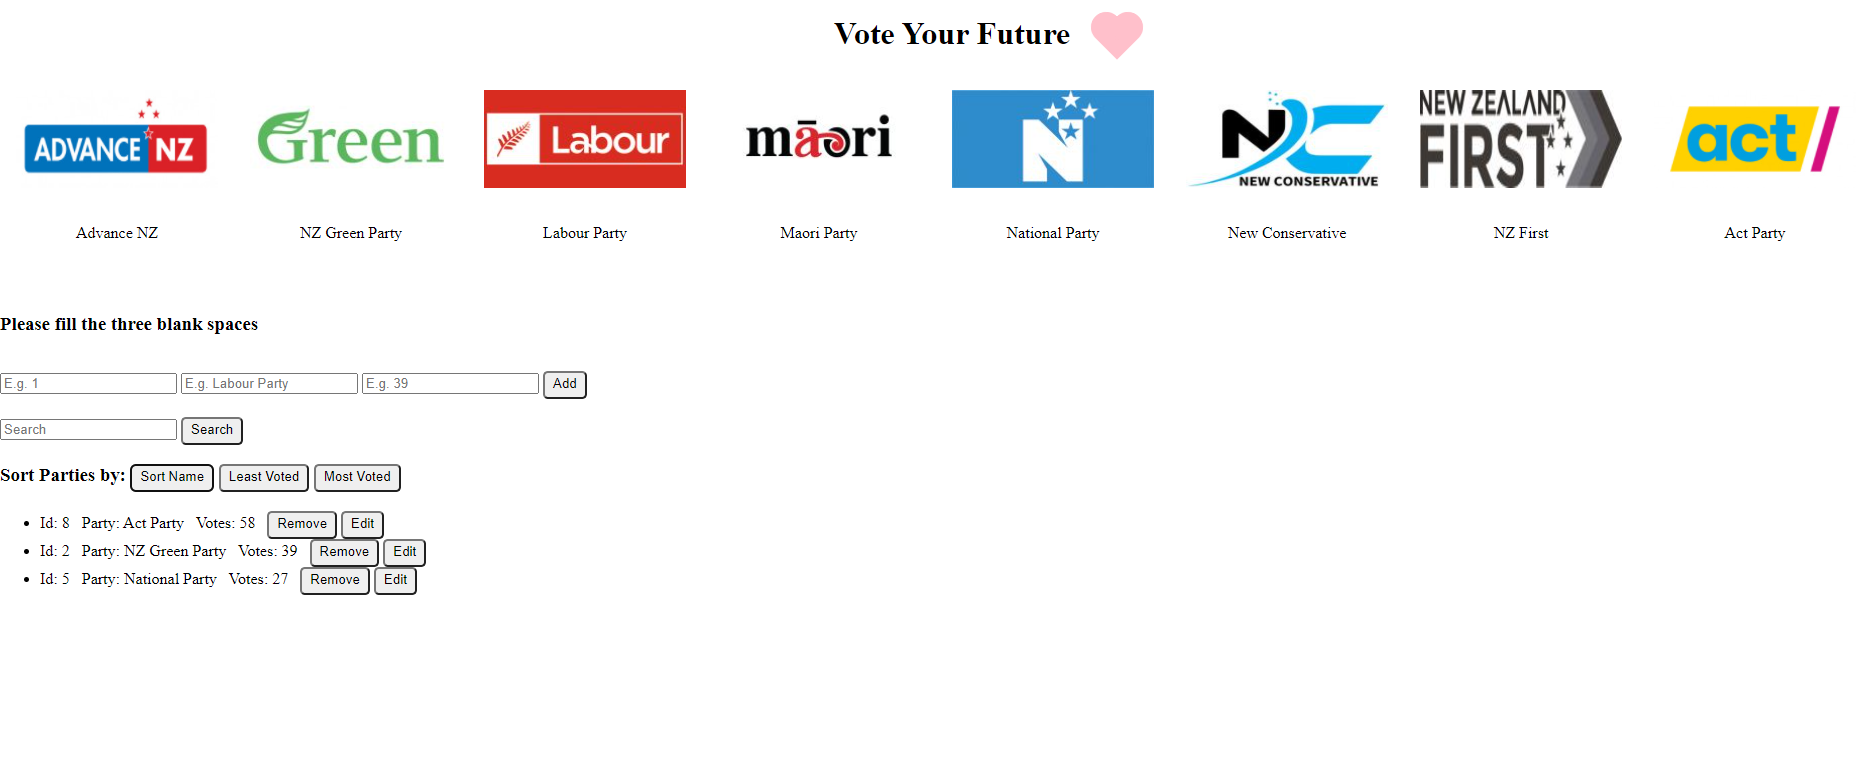 Vote Your Future
ADVANCE NZ
Green
Labour
māori
N
NC
NEW CONSERVATIVE
NEW ZEALAND
FIRST
act
Advance NZ
NZ Green Party
Labour Party
Maori Party
National Party
New Conservative
NZ First
Act Party
Please fill the three blank spaces
E.g. 1 E.g. Labour Party E.g. 39 Add
Search Search
Sort Parties by: Sort Name Least Voted Most Voted
Id: 8 Party: Act Party Votes: 58 Remove Edit
Id: 2 Party: NZ Green Party Votes: 39 Remove Edit
Id: 5 Party: National Party Votes: 27 Remove Edit